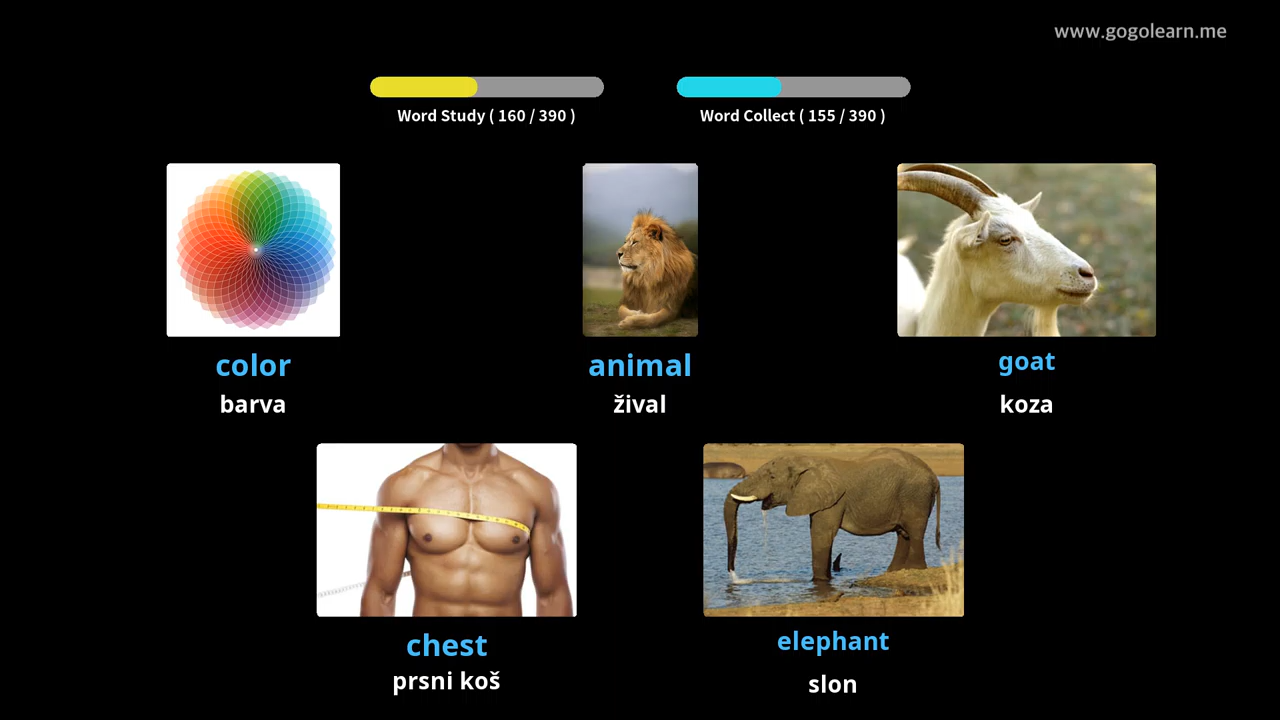 www.gogolearn.me
Word Study ( 160 / 390 )
Word Collect ( 155 / 390 )
color
barva
animal
žival
goat
koza
chest
prsni koš
elephant
slon